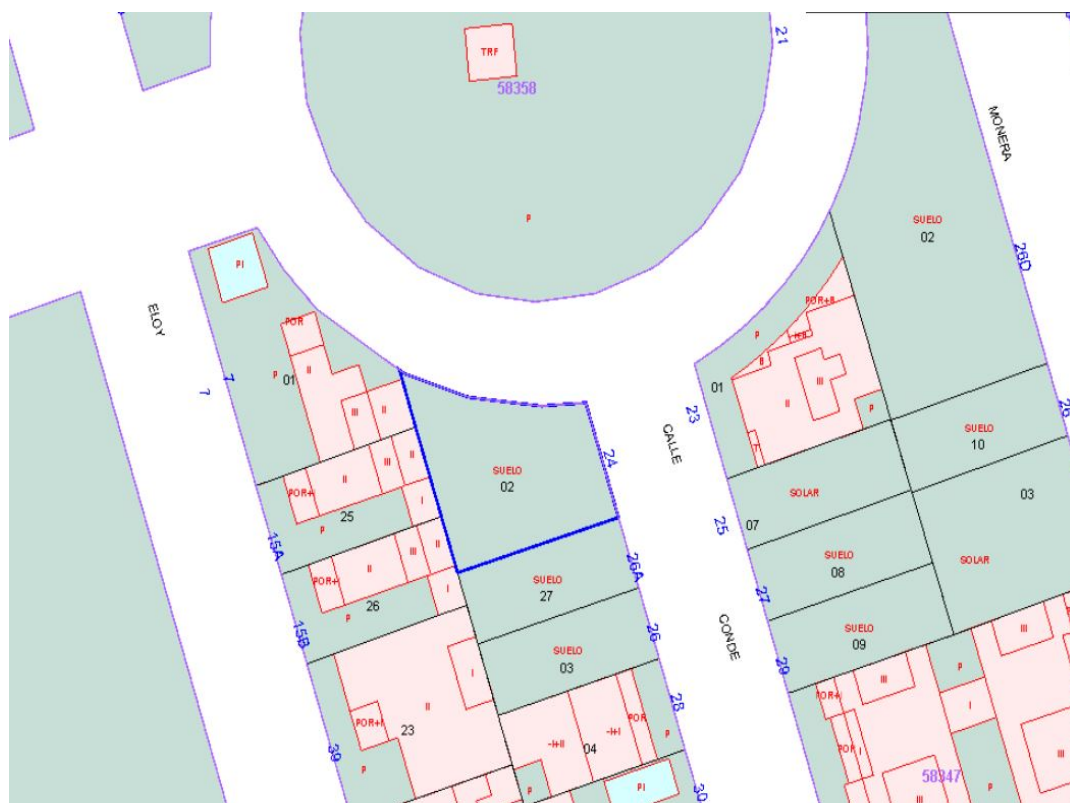 TRF
58358
21
P
MONERA
SUELO
02
26D
PI
ELOY
7
7
POR
II
P
01
III
II
POR+B
P
B
III
II
P
01
23
CALLE
24
SUELO
02
SUELO
10
26
SOLAR
07
25
03
SOLAR
POR+I
II
III
II
I
25
P
15A
POR+
II
III
II
I
26
P
15B
SUELO
27
26A
SUELO
08
27
SUELO
03
26
CONDE
SUELO
09
29
II
I
POR+I
23
P
39
-I+II
-I+I
POR
04
P
28
P
PI
30
POR+I
III
POR
I
III
P
I
P
III
III
58347